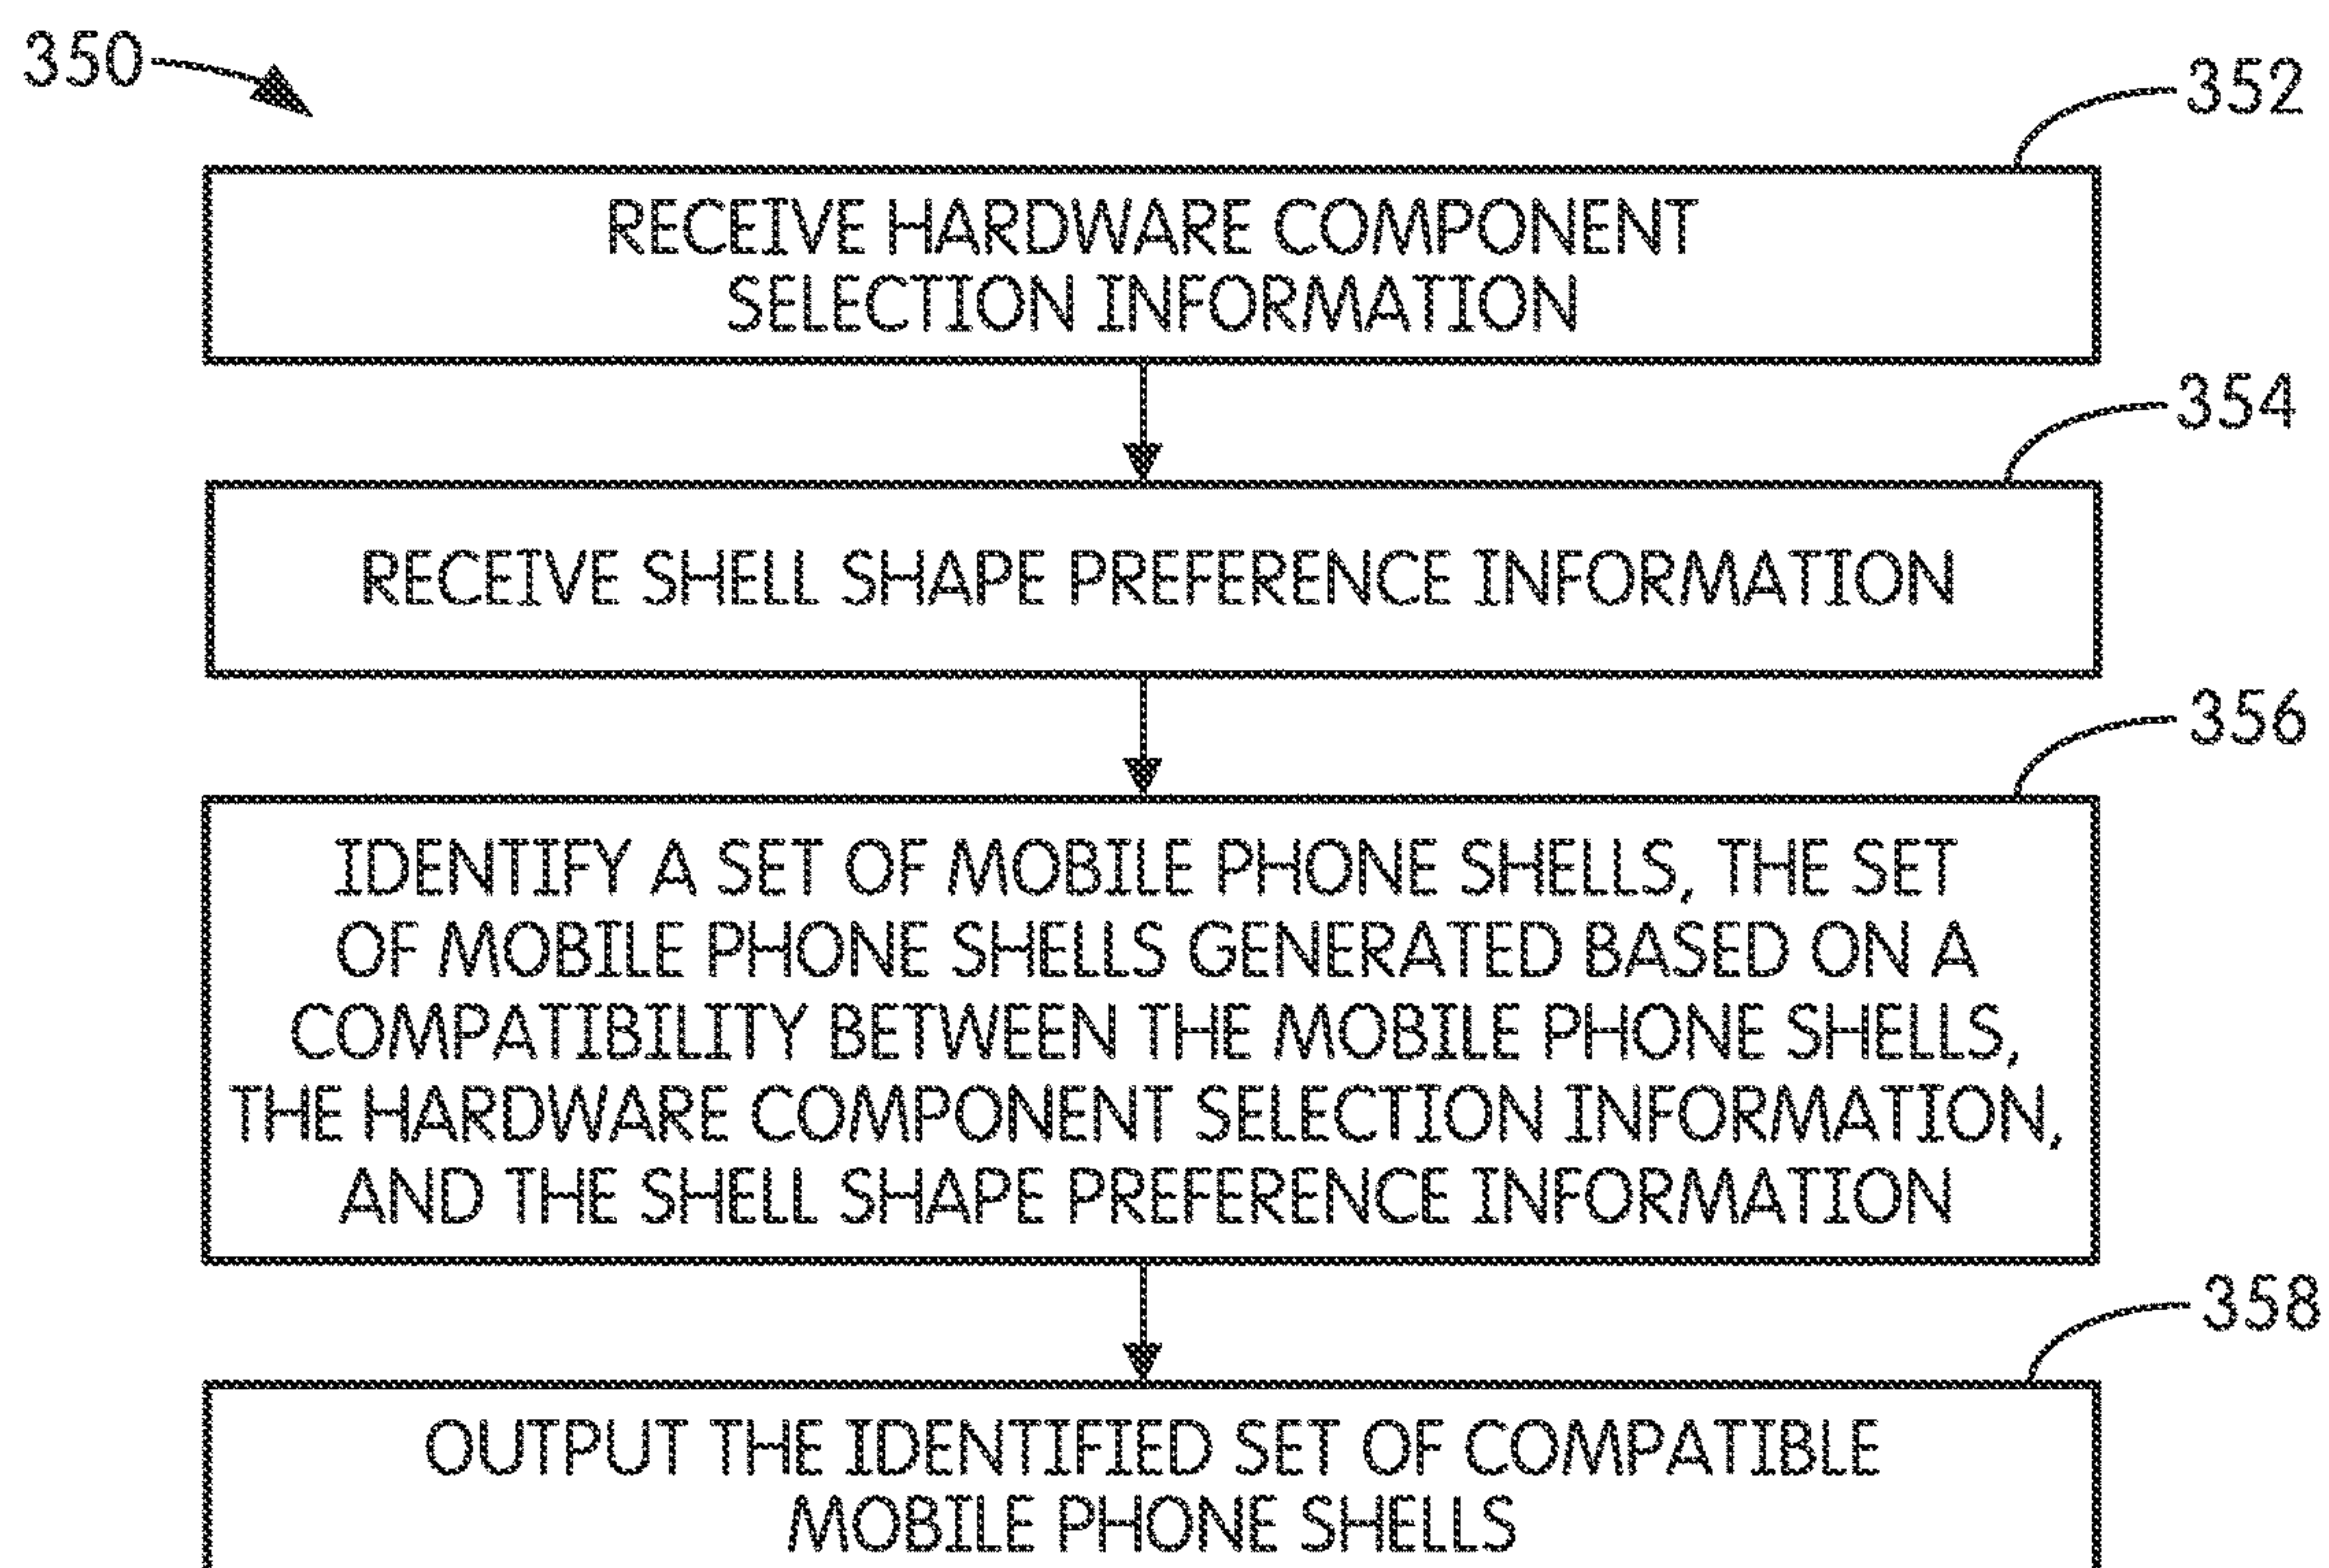 350
352
RECEIVE HARDWARE COMPONENT
SELECTION INFORMATION
354
RECEIVE SHELL SHAPE PREFERENCE INFORMATION
356
IDENTIFY A SET OF MOBILE PHONE SHELLS, THE SET
OF MOBILE PHONE SHELLS GENERATED BASED ON A
COMPATIBILITY BETWEEN THE MOBILE PHONE SHELLS,
THE HARDWARE COMPONENT SELECTION INFORMATION,
AND THE SHELL SHAPE PREFERENCE INFORMATION
358
OUTPUT THE IDENTIFIED SET OF COMPATIBLE
MOBILE PHONE SHELLS